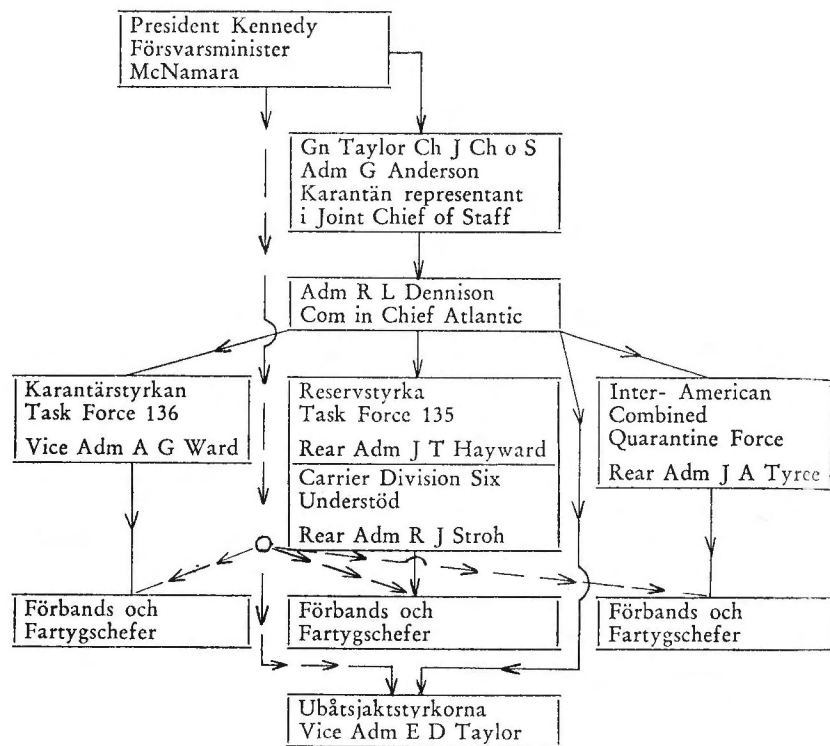 President Kennedy
Försvarsminister
McNamara
Gn Taylor Ch J Ch o S
Adm G Anderson
Karantän representant
i Joint Chief of Staff
Adm R L Dennison
Com in Chief Atlantic
Karantärstyrkan
Task Force 136
Vice Adm A G Ward
Reservstyrka
Task Force 135
Rear Adm J T Hayward
Carrier Division Six
Understöd
Rear Adm R J Stroh
Inter- American
Combined
Quarantine Force
Rear Adm J A Tyree
Förbands och
Fartygschefer
Förbands och
Fartygschefer
Förbands och
Fartygschefer
Ubåtsjaktstyrkorna
Vice Adm E D Taylor